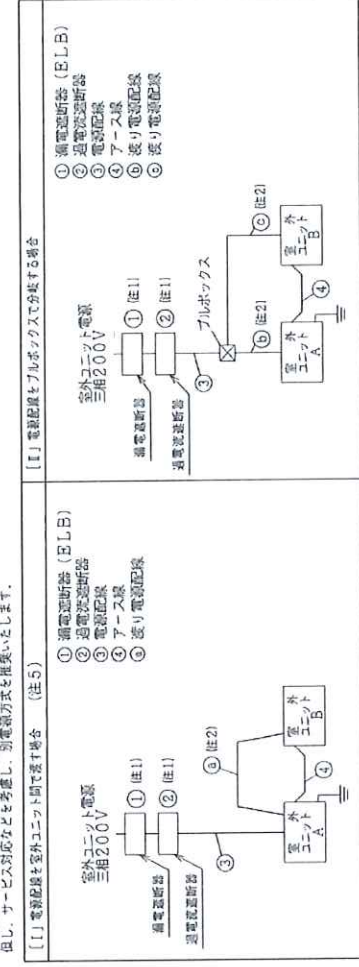 但し、サービス対応などを考慮し、別電源方式を推奨いたします。
[Ⅰ] 電源配線を室外ユニット間で渡す場合 (注5)
室外ユニット電源
三相200V
① (注1)
漏電遮断器
② (注1)
過電流遮断器
③
ⓐ (注2)
室外
ユニット
A
室外
ユニット
B
④
① 漏電遮断器 (ELB)
② 過電流遮断器
③ 電源配線
④ アース線
ⓐ 渡り電源配線
[Ⅱ] 電源配線をプルボックスで分岐する場合
室外ユニット電源
三相200V
① (注1)
漏電遮断器
② (注1)
過電流遮断器
③
プルボックス
ⓑ (注2)
ⓒ (注2)
室外
ユニット
A
室外
ユニット
B
④
① 漏電遮断器 (ELB)
② 過電流遮断器
③ 電源配線
④ アース線
ⓑ 渡り電源配線
ⓒ 渡り電源配線